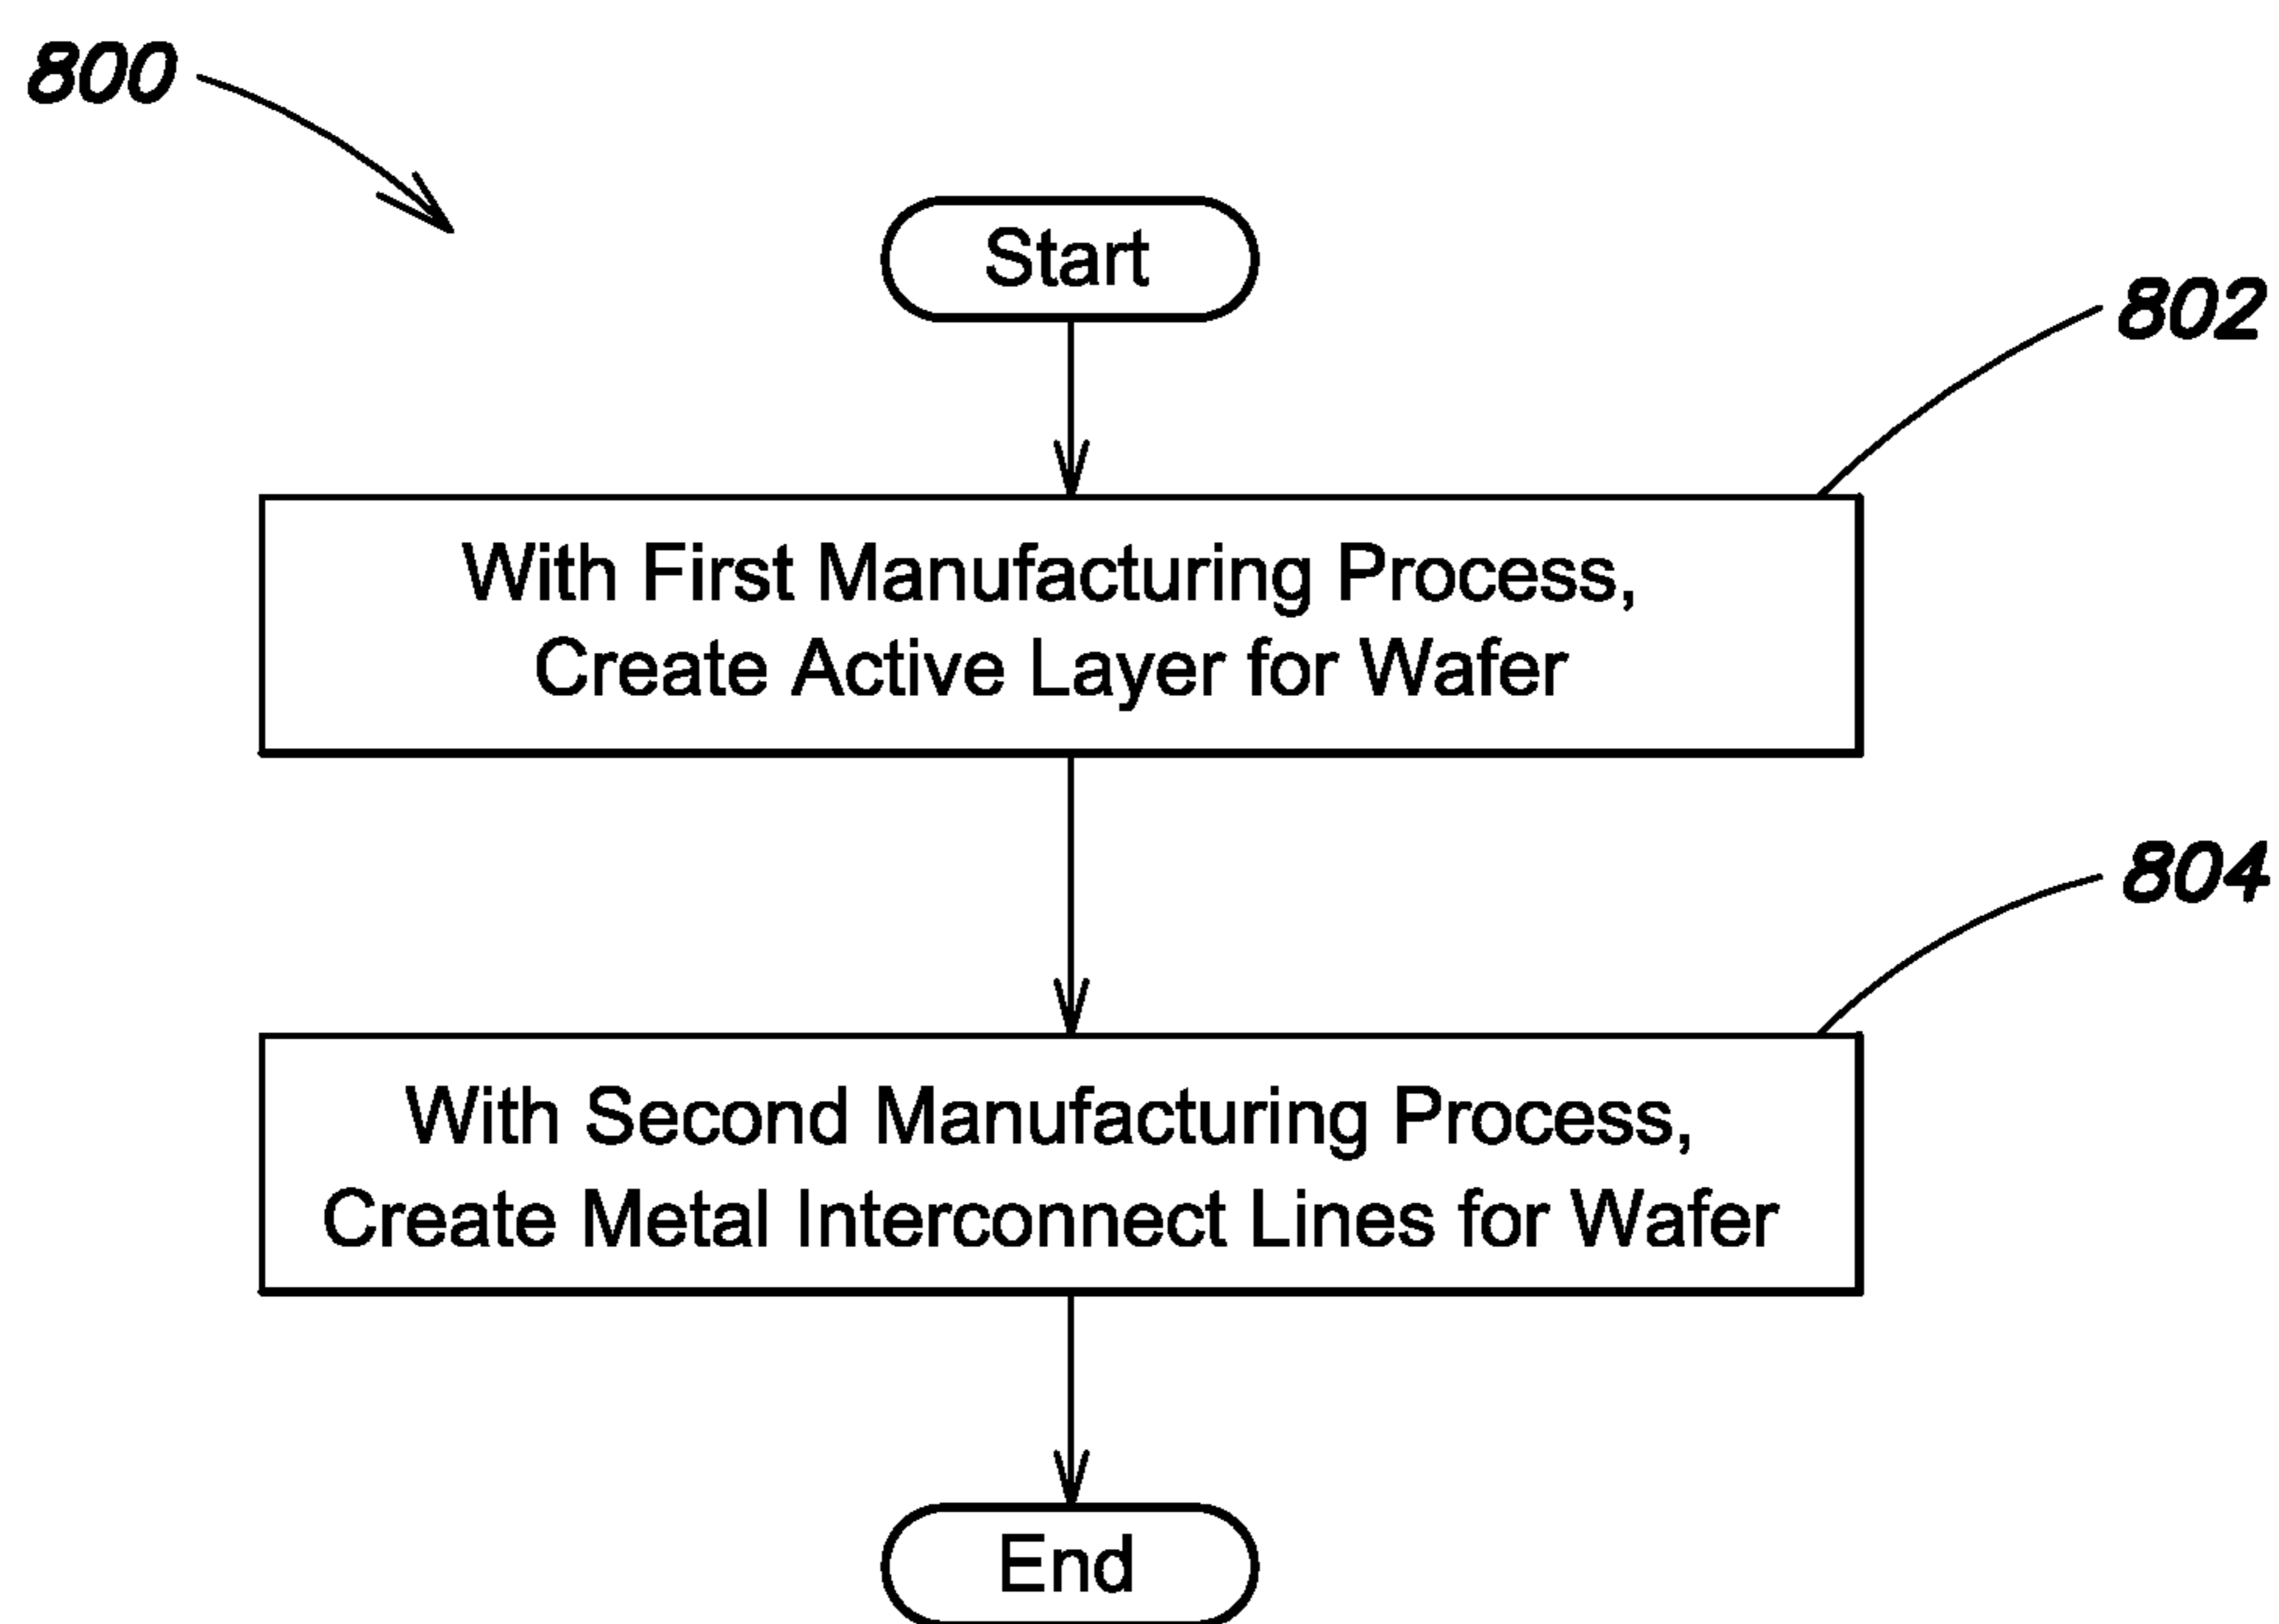 800
Start
802
With First Manufacturing Process,
Create Active Layer for Wafer
804
With Second Manufacturing Process,
Create Metal Interconnect Lines for Wafer
End